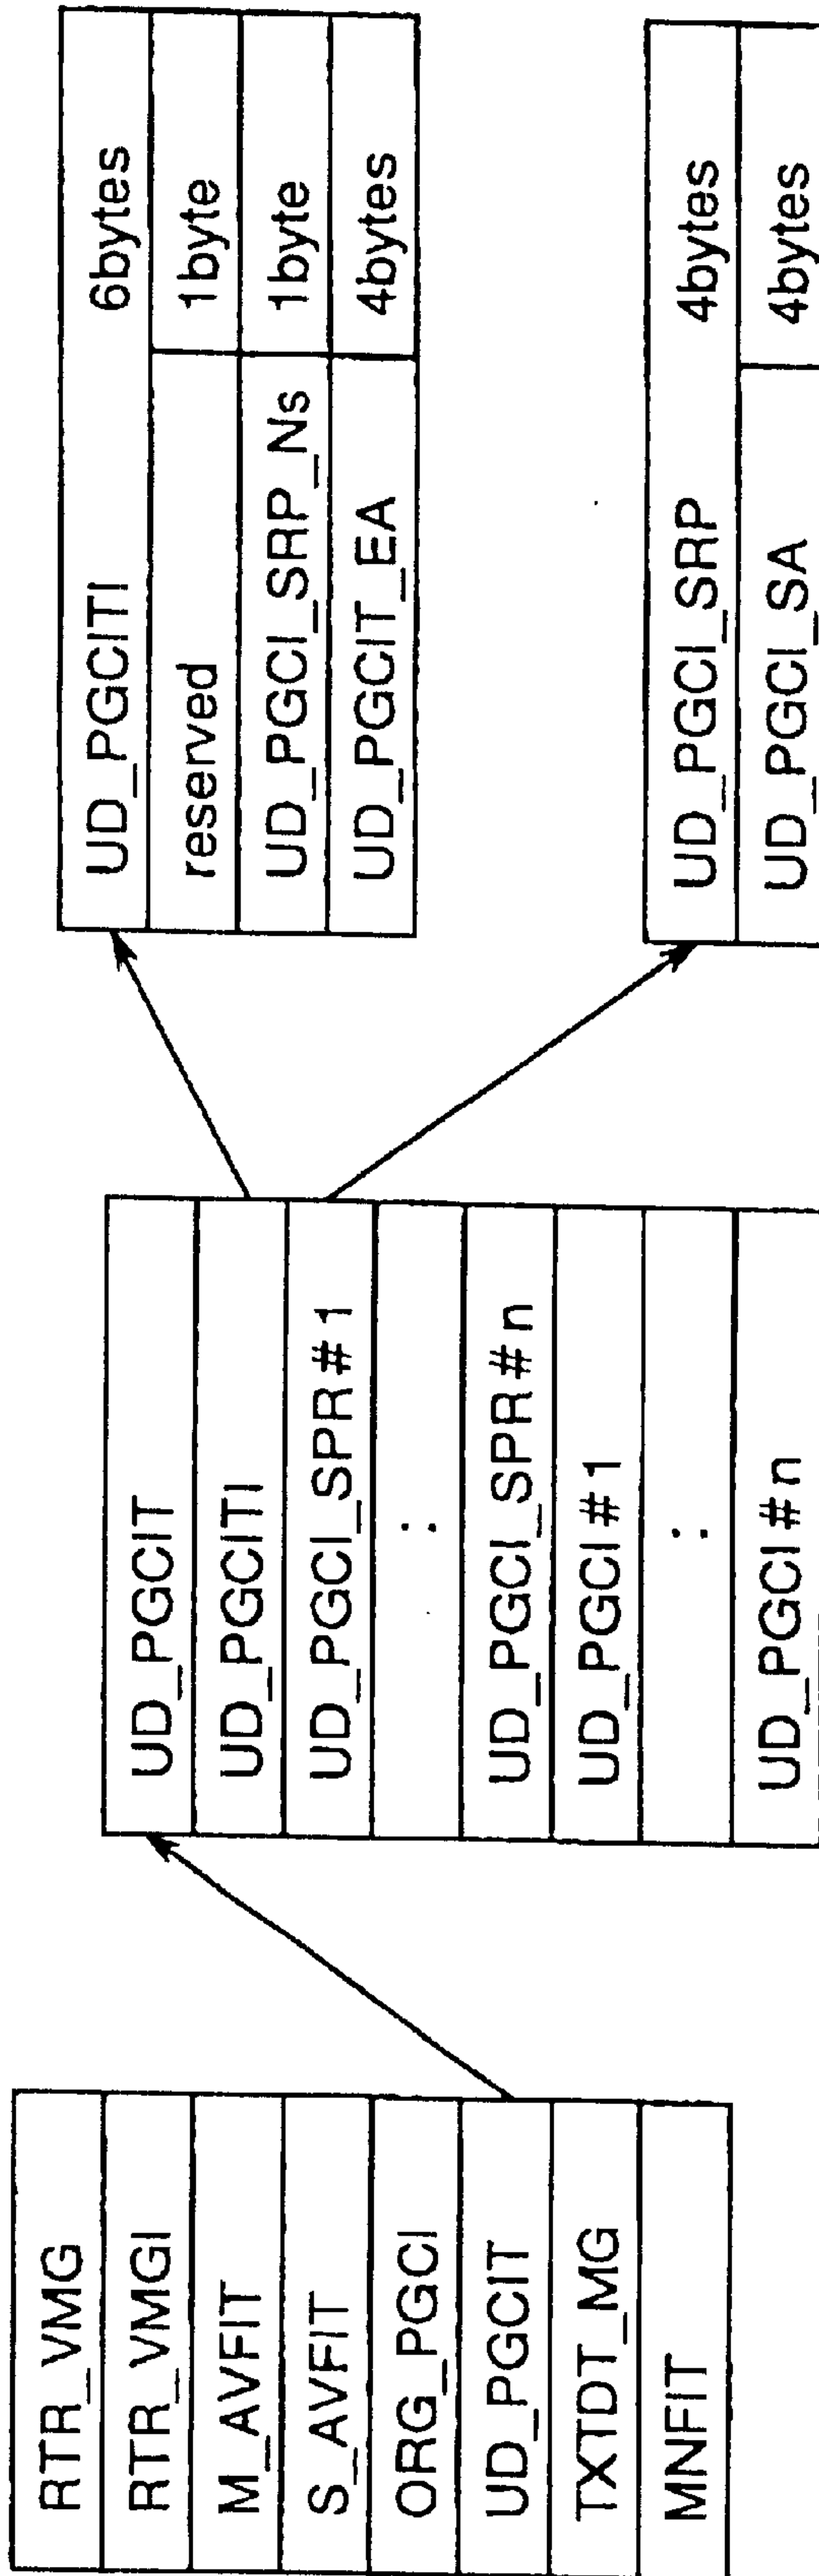 RTR_VMG
RTR_VMGI
M_AVFIT
S_AVFIT
ORG_PGCI
UD_PGCIT
TXTDT_MG
MNFIT
UD_PGCIT
UD_PGCITI
UD_PGCI_SPR#1
:
UD_PGCI_SPR#n
UD_PGCI#1
:
UD_PGCI#n
UD_PGCITI 6bytes
reserved 1byte
UD_PGCI_SRP_Ns 1byte
UD_PGCIT_EA 4bytes
UD_PGCI_SRP 4bytes
UD_PGCI_SA 4bytes